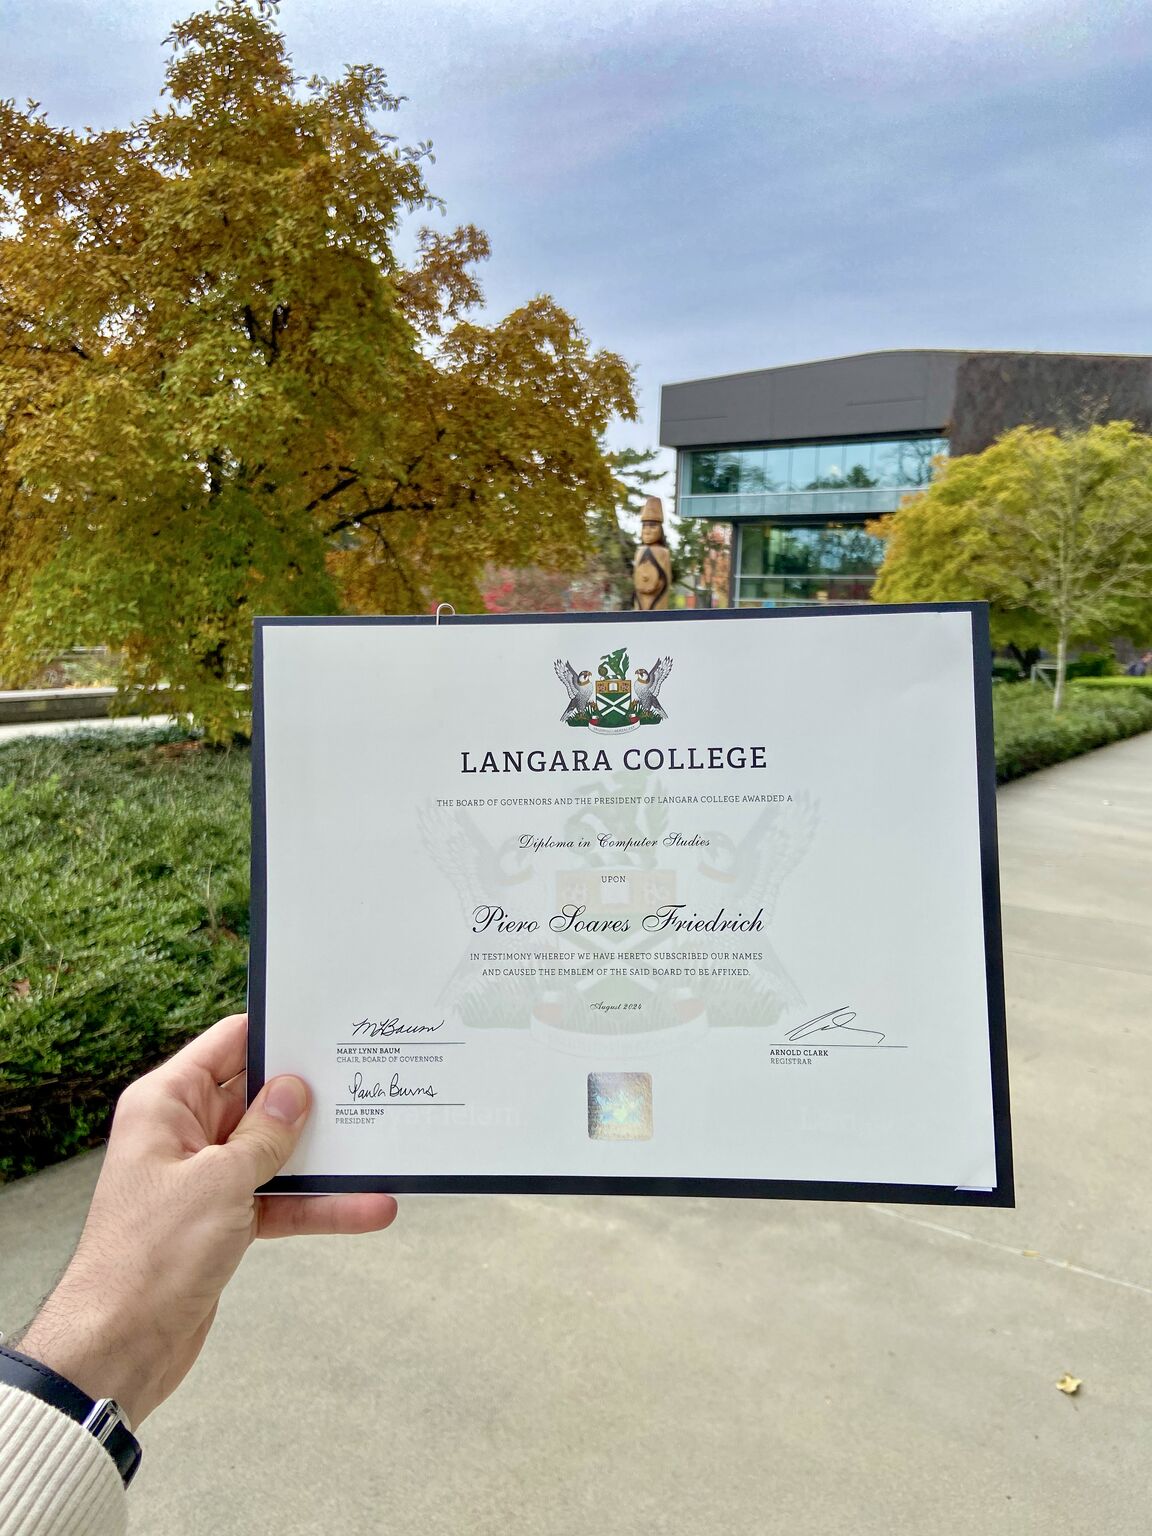 LANGARA COLLEGE
THE BOARD OF GOVERNORS AND THE PRESIDENT OF LANGARA COLLEGE AWARDED A
Diploma in Computer Studies
UPON
Piero Soares Friedrich
IN TESTIMONY WHEREOF WE HAVE HERETO SUBSCRIBED OUR NAMES
AND CAUSED THE EMBLEM OF THE SAID BOARD TO BE AFFIXED.
August 2024
MLBaum
MARY LYNN BAUM
CHAIR, BOARD OF GOVERNORS
Paula Burns
PAULA BURNS
PRESIDENT
ARNOLD CLARK
REGISTRAR